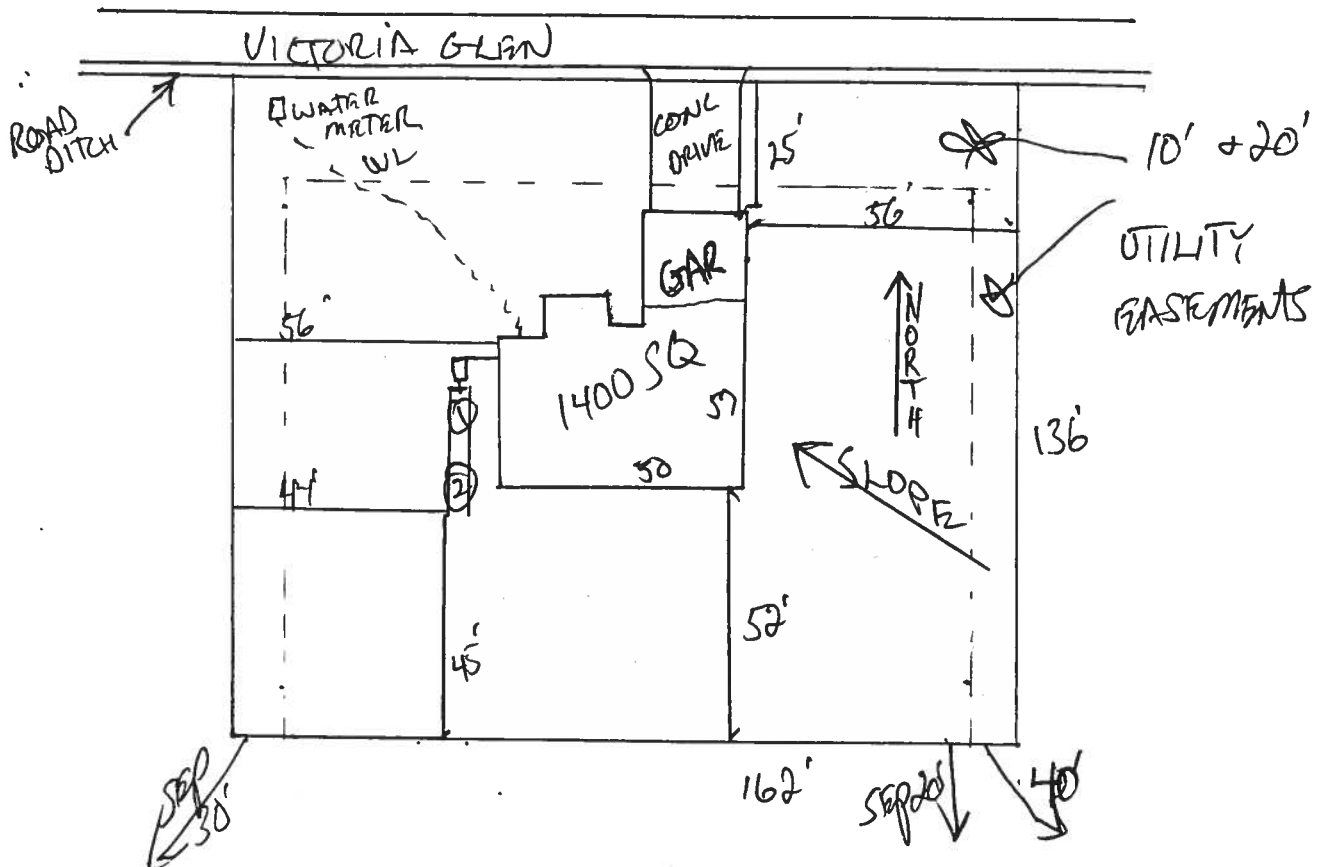 VICTORIA GLEN
ROAD
DITCH
WATER
METER
WL
CONC
DRIVE
25'
10' & 20'
56'
UTILITY
EASEMENTS
GAR
NORTH
56'
1400 SQ
1
2
50
136'
SLOPE
44'
45'
52'
162'
SEP
30'
SEP 20'
40'